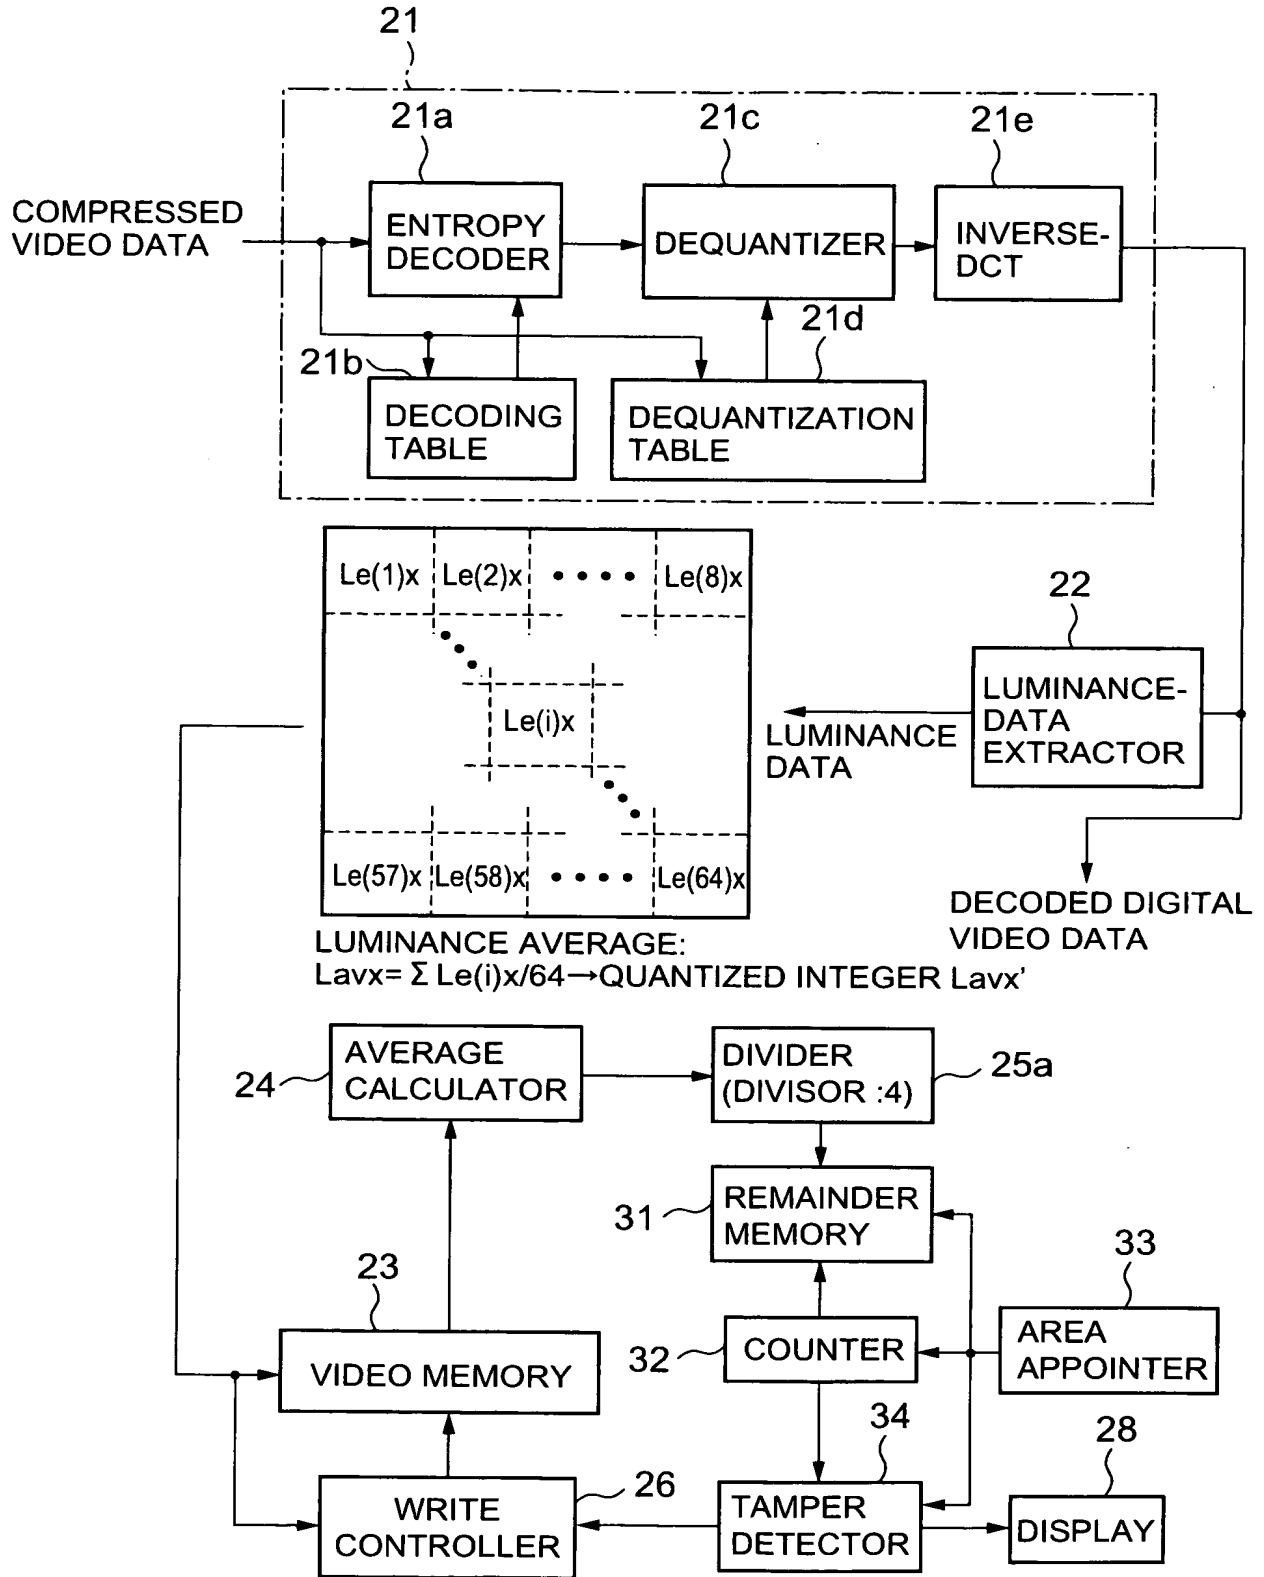 21
21a
21c
21e
COMPRESSED
VIDEO DATA
ENTROPY
DECODER
DEQUANTIZER
INVERSE-
DCT
21b
21d
DECODING
TABLE
DEQUANTIZATION
TABLE
Le(1)x
Le(2)x
Le(8)x
Le(i)x
Le(57)x
Le(58)x
Le(64)x
22
LUMINANCE-
DATA
EXTRACTOR
LUMINANCE
DATA
DECODED DIGITAL
VIDEO DATA
LUMINANCE AVERAGE:
Lavx= Σ Le(i)x/64→QUANTIZED INTEGER Lavx'
24
AVERAGE
CALCULATOR
DIVIDER
(DIVISOR :4)
25a
31
REMAINDER
MEMORY
23
VIDEO MEMORY
32
COUNTER
33
AREA
APPOINTER
26
WRITE
CONTROLLER
34
TAMPER
DETECTOR
28
DISPLAY